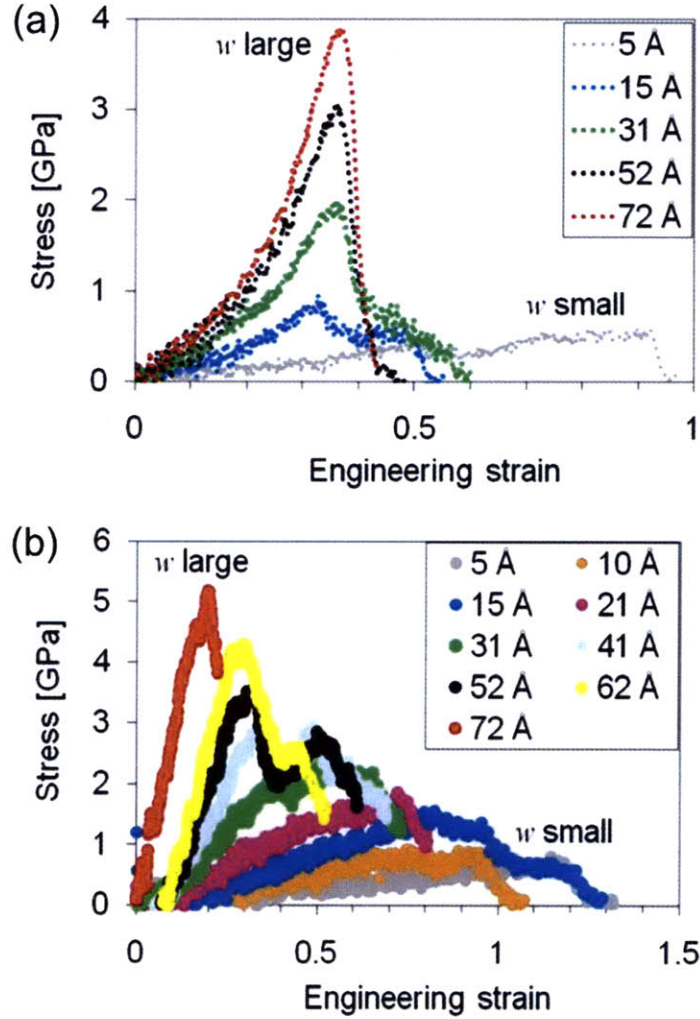 (a)
4
3
2
1
0
Stress [GPa]
w large
w small
5 Å
15 Å
31 Å
52 Å
72 Å
0 0.5 1
Engineering strain
(b)
6
5
4
3
2
1
0
Stress [GPa]
w large
w small
5 Å 10 Å
15 Å 21 Å
31 Å 41 Å
52 Å 62 Å
72 Å
0 0.5 1 1.5
Engineering strain